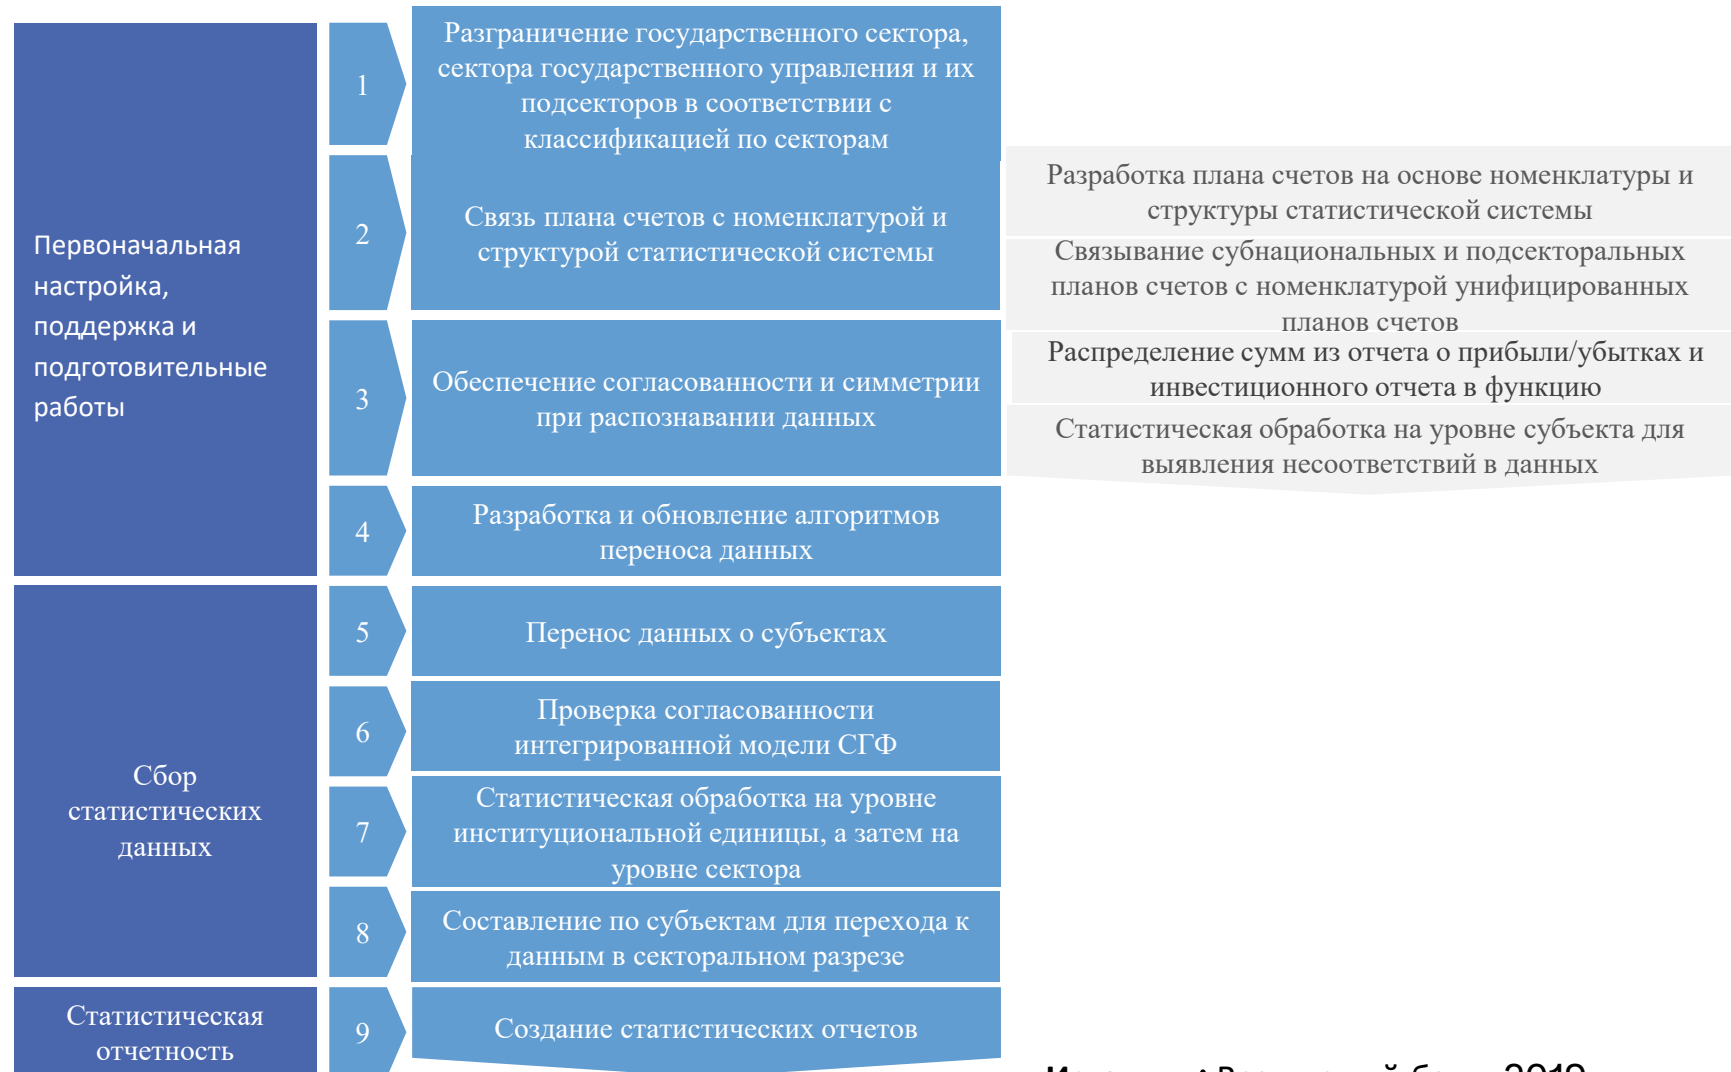 Первоначальная
настройка,
поддержка и
подготовительные
работы
1
Разграничение государственного сектора,
сектора государственного управления и их
подсекторов в соответствии с
классификацией по секторам
2
Связь плана счетов с номенклатурой и
структурой статистической системы
Разработка плана счетов на основе номенклатуры и
структуры статистической системы
Связывание субнациональных и подсекторальных
планов счетов с номенклатурой унифицированных
планов счетов
3
Обеспечение согласованности и симметрии
при распознавании данных
Распределение сумм из отчета о прибыли/убытках и
инвестиционного отчета в функцию
Статистическая обработка на уровне субъекта для
выявления несоответствий в данных
4
Разработка и обновление алгоритмов
переноса данных
Сбор
статистических
данных
5
Перенос данных о субъектах
6
Проверка согласованности
интегрированной модели СГФ
7
Статистическая обработка на уровне
институциональной единицы, а затем на
уровне сектора
8
Составление по субъектам для перехода к
данным в секторальном разрезе
Статистическая
отчетность
9
Создание статистических отчетов